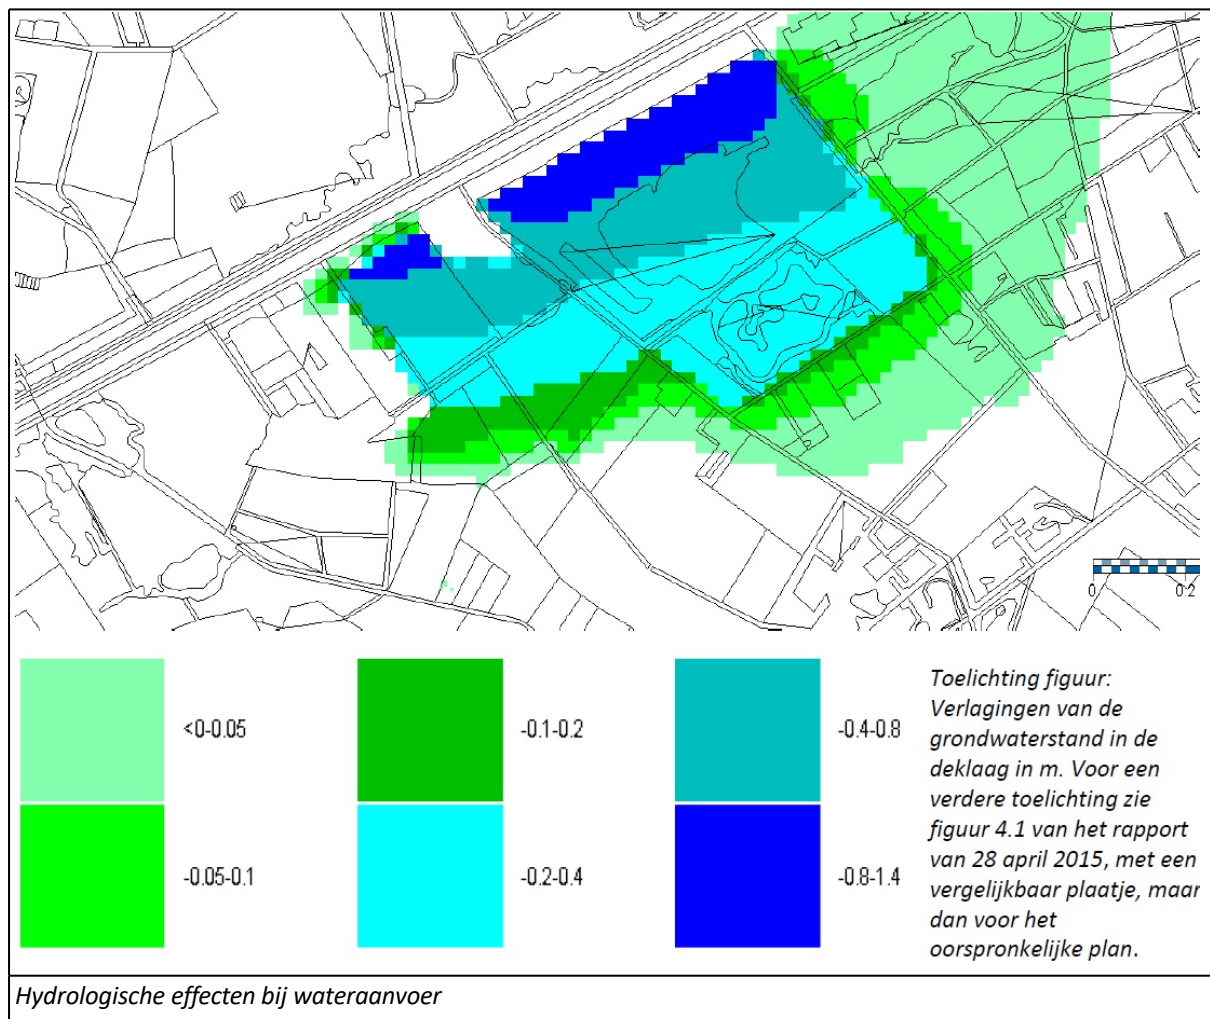 0 0.2
<0-0.05
-0.1-0.2
-0.4-0.8
-0.05-0.1
-0.2-0.4
-0.8-1.4
Toelichting figuur:
Verlagingen van de
grondwaterstand in de
deklaag in m. Voor een
verdere toelichting zie
figuur 4.1 van het rapport
van 28 april 2015, met een
vergelijkbaar plaatje, maar
dan voor het
oorspronkelijke plan.
Hydrologische effecten bij wateraanvoer